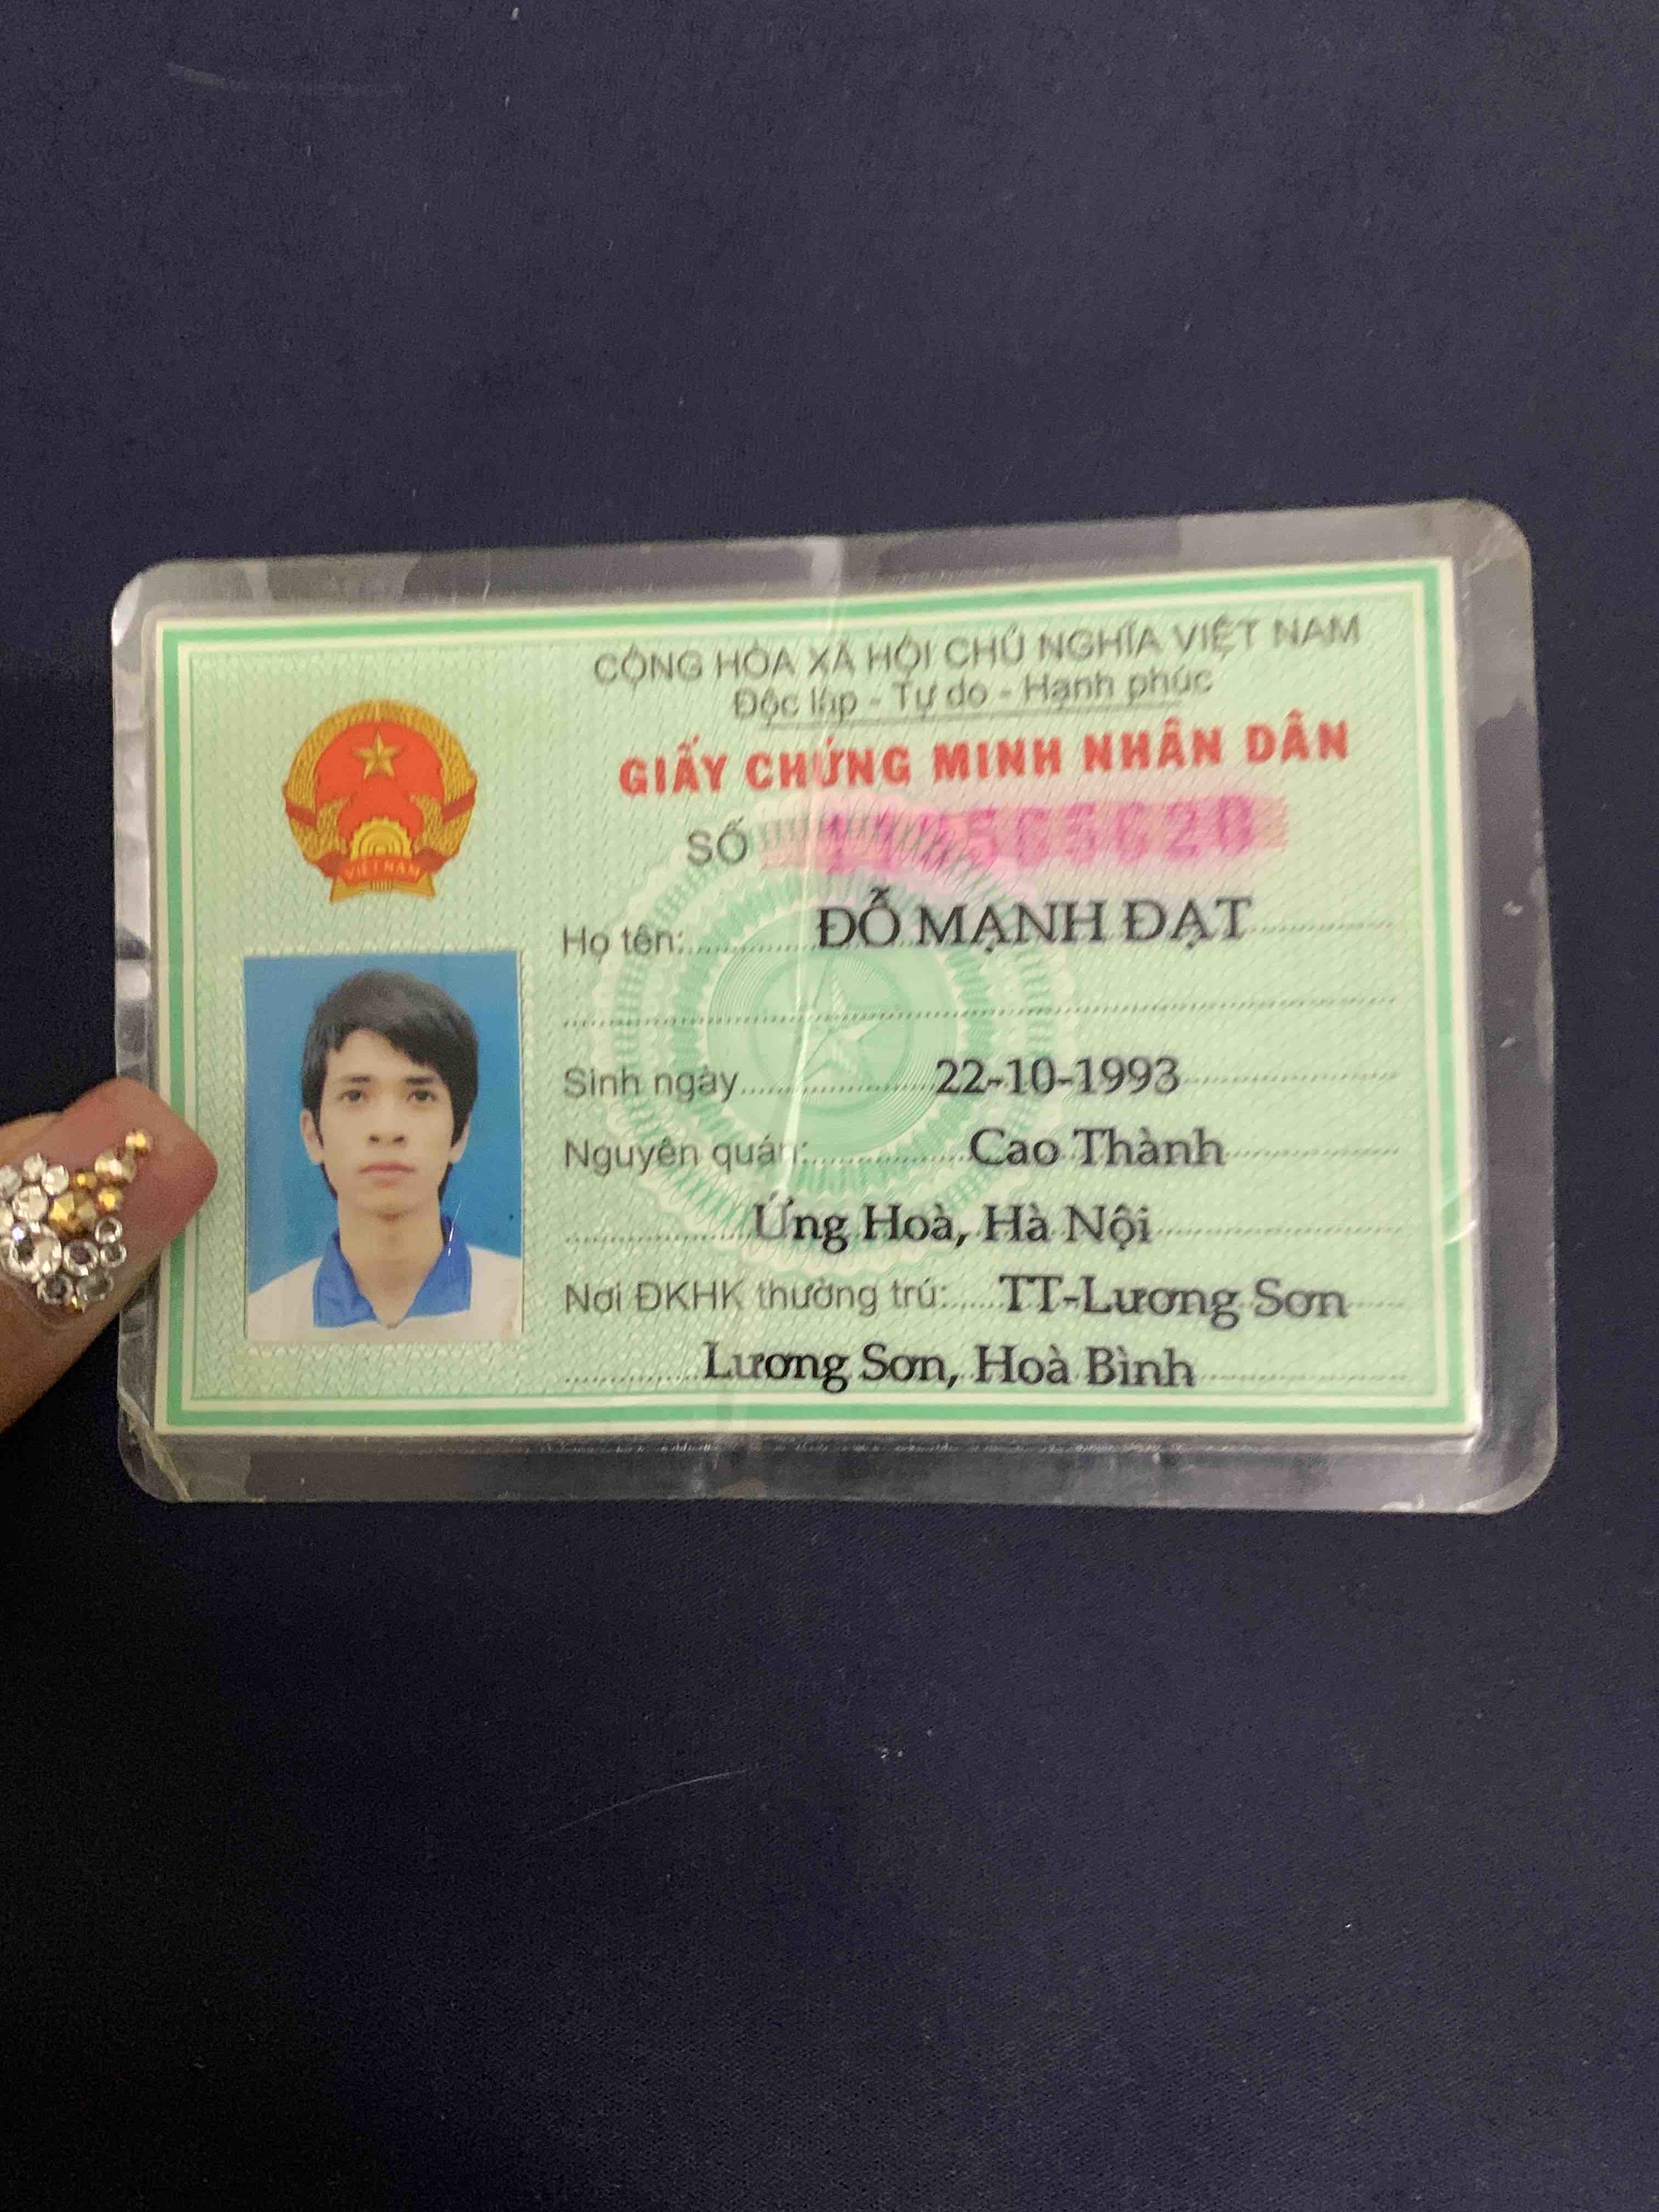 CỘNG HÒA XÃ HỘI CHỦ NGHĨA VIỆT NAM
Độc lập - Tự do - Hạnh phúc
GIẤY CHỨNG MINH NHÂN DÂN
SỐ
Họ tên: ĐỖ MẠNH ĐẠT
Sinh ngày 22-10-1993
Nguyên quán: Cao Thành
Ứng Hoà, Hà Nội
Nơi ĐKHK thường trú: TT-Lương Sơn
Lương Sơn, Hoà Bình
VIỆT NAM